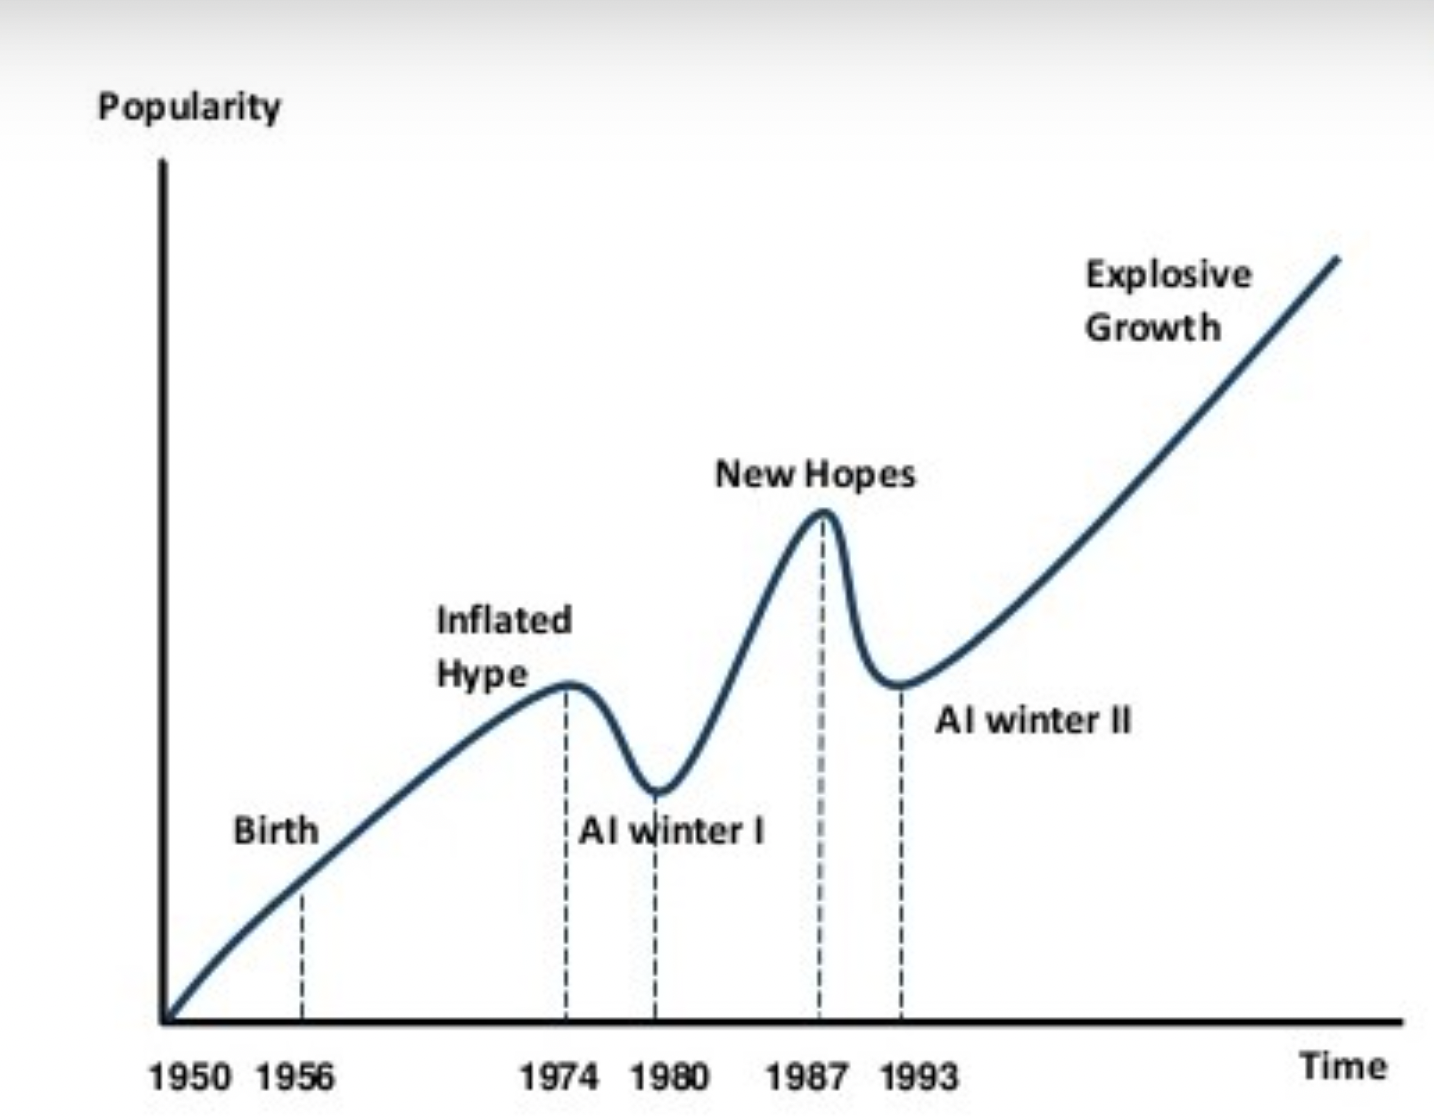 Popularity
Explosive
Growth
New Hopes
Inflated
Hype
AI winter II
Birth
AI winter I
1950 1956 1974 1980 1987 1993
Time